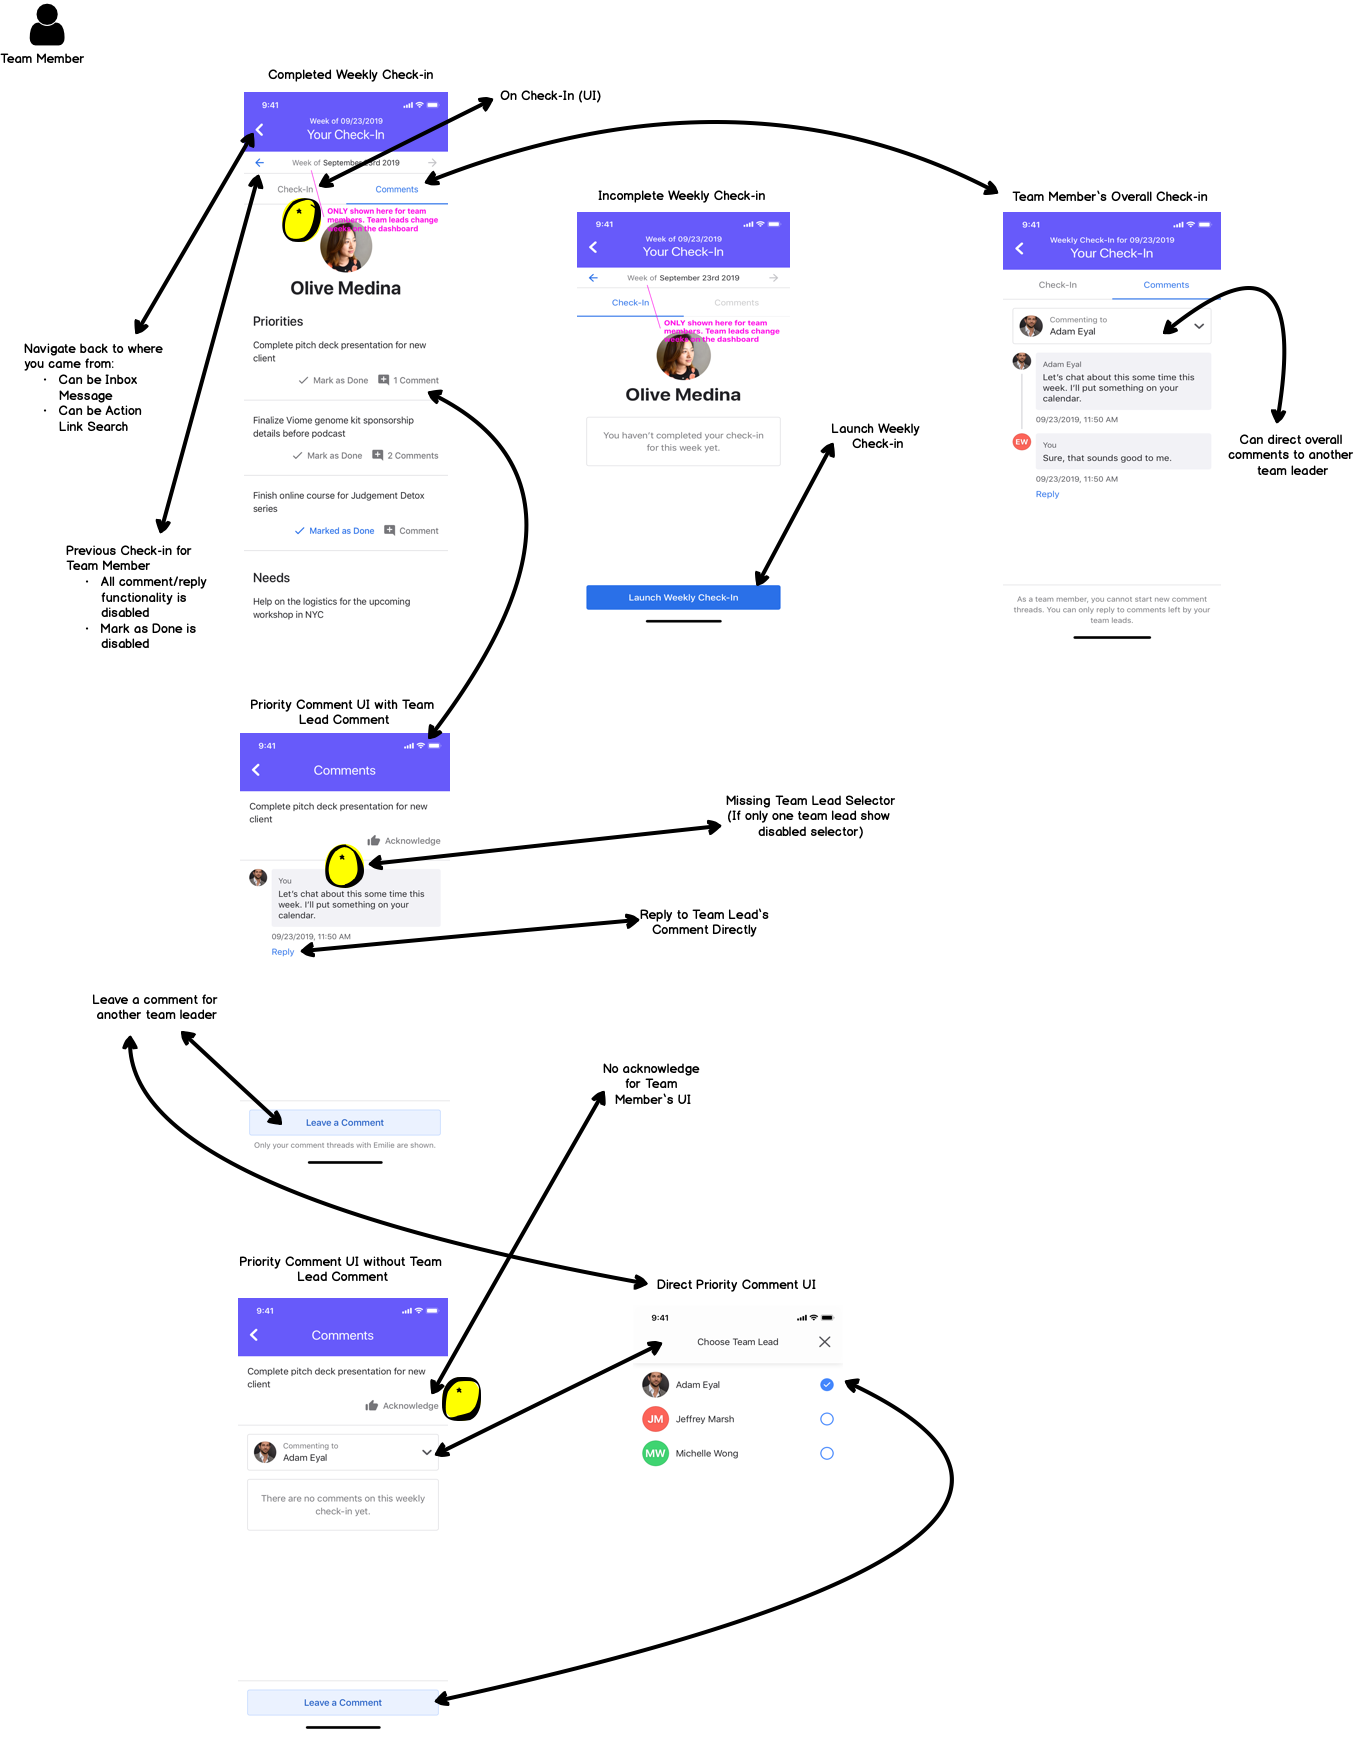 Team Member
Completed Weekly Check-in
9:41
Week of 09/23/2019
Your Check-In
Week of September 23rd 2019
Check-In
Comments
ONLY shown here for team
members. Team leads change
weeks on the dashboard
Olive Medina
Priorities
Complete pitch deck presentation for new
client
Mark as Done
1 Comment
Finalize Viome genome kit sponsorship
details before podcast
Mark as Done
2 Comments
Finish online course for Judgement Detox
series
Marked as Done
Comment
Needs
Help on the logistics for the upcoming
workshop in NYC
On Check-In (UI)
Navigate back to where
you came from:
· Can be Inbox
Message
· Can be Action
Link Search
Previous Check-in for
Team Member
· All comment/reply
functionality is
disabled
· Mark as Done is
disabled
Incomplete Weekly Check-in
9:41
Week of 09/23/2019
Your Check-In
Week of September 23rd 2019
Check-In
Comments
ONLY shown here for team
members. Team leads change
weeks on the dashboard
Olive Medina
You haven't completed your check-in
for this week yet.
Launch Weekly Check-In
Launch Weekly
Check-in
Team Member`s Overall Check-in
9:41
Weekly Check-In for 09/23/2019
Your Check-In
Check-In
Comments
Commenting to
Adam Eyal
Adam Eyal
Let's chat about this some time this
week. I'll put something on your
calendar.
09/23/2019, 11:50 AM
EW
You
Sure, that sounds good to me.
09/23/2019, 11:50 AM
Reply
As a team member, you cannot start new comment
threads. You can only reply to comments left by your
team leads.
Can direct overall
comments to another
team leader
Priority Comment UI with Team
Lead Comment
9:41
Comments
Complete pitch deck presentation for new
client
Acknowledge
You
Let's chat about this some time this
week. I'll put something on your
calendar.
09/23/2019, 11:50 AM
Reply
Leave a Comment
Only your comment threads with Emilie are shown.
Missing Team Lead Selector
(If only one team lead show
disabled selector)
Reply to Team Lead`s
Comment Directly
Leave a comment for
another team leader
No acknowledge
for Team
Member`s UI
Priority Comment UI without Team
Lead Comment
9:41
Comments
Complete pitch deck presentation for new
client
Acknowledge
Commenting to
Adam Eyal
There are no comments on this weekly
check-in yet.
Leave a Comment
Direct Priority Comment UI
9:41
Choose Team Lead
Adam Eyal
JM
Jeffrey Marsh
MW
Michelle Wong